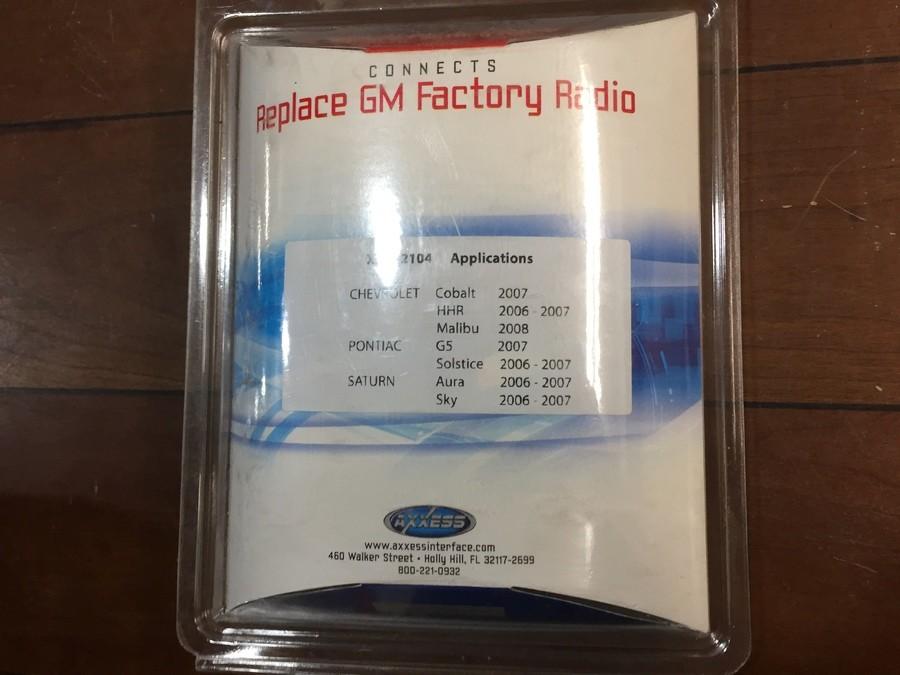 CONNECTS
Replace GM Factory Radio
2104 Applications
CHEVROLET Cobalt 2007
HHR 2006 - 2007
Malibu 2008
PONTIAC G5 2007
Solstice 2006 - 2007
SATURN Aura 2006 - 2007
Sky 2006 - 2007
AXXESS
www.axxessinterface.com
460 Walker Street • Holly Hill, FL 32117-2699
800-221-0932